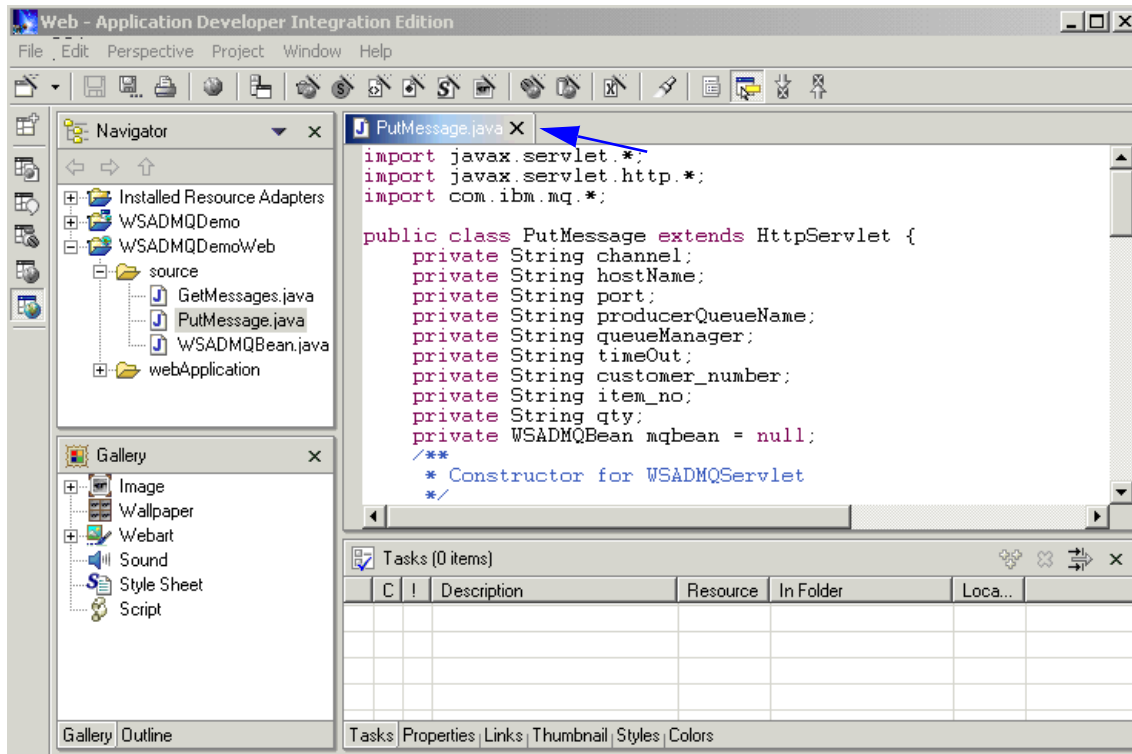 Web - Application Developer Integration Edition
File Edit Perspective Project Window Help
Navigator
Installed Resource Adapters
WSADMQDemo
WSADMQDemoWeb
source
GetMessages.java
PutMessage.java
WSADMQBean.java
webApplication
Gallery
Image
Wallpaper
Webart
Sound
Style Sheet
Script
Gallery Outline
PutMessage.java
import javax.servlet.*;
import javax.servlet.http.*;
import com.ibm.mq.*;
public class PutMessage extends HttpServlet {
private String channel;
private String hostName;
private String port;
private String producerQueueName;
private String queueManager;
private String timeOut;
private String customer_number;
private String item_no;
private String qty;
private WSADMQBean mqbean = null;
/**
* Constructor for WSADMQServlet
*/
Tasks (0 items)
C ! Description Resource In Folder Loca...
Tasks Properties Links Thumbnail Styles Colors